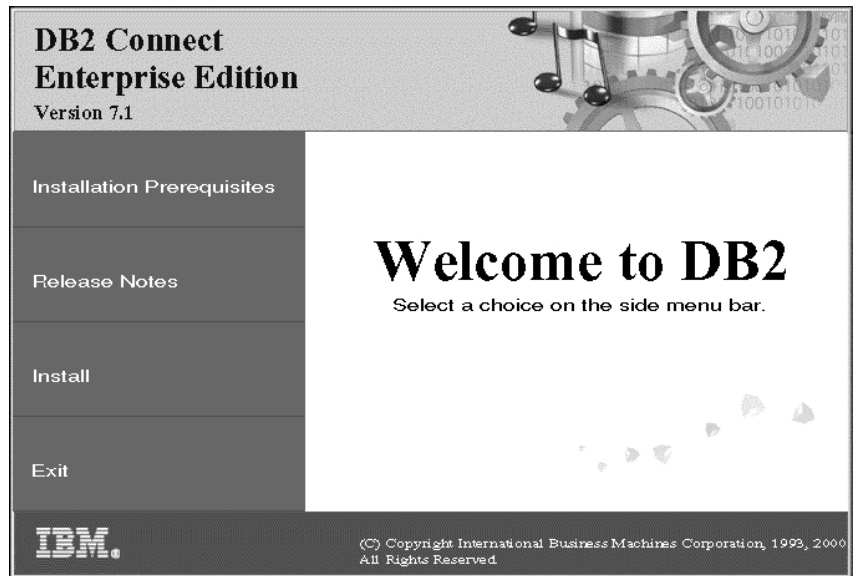 DB2 Connect
Enterprise Edition
Version 7.1
Installation Prerequisites
Release Notes
Install
Exit
Welcome to DB2
Select a choice on the side menu bar.
IBM®
(C) Copyright International Business Machines Corporation, 1993, 2000
All Rights Reserved